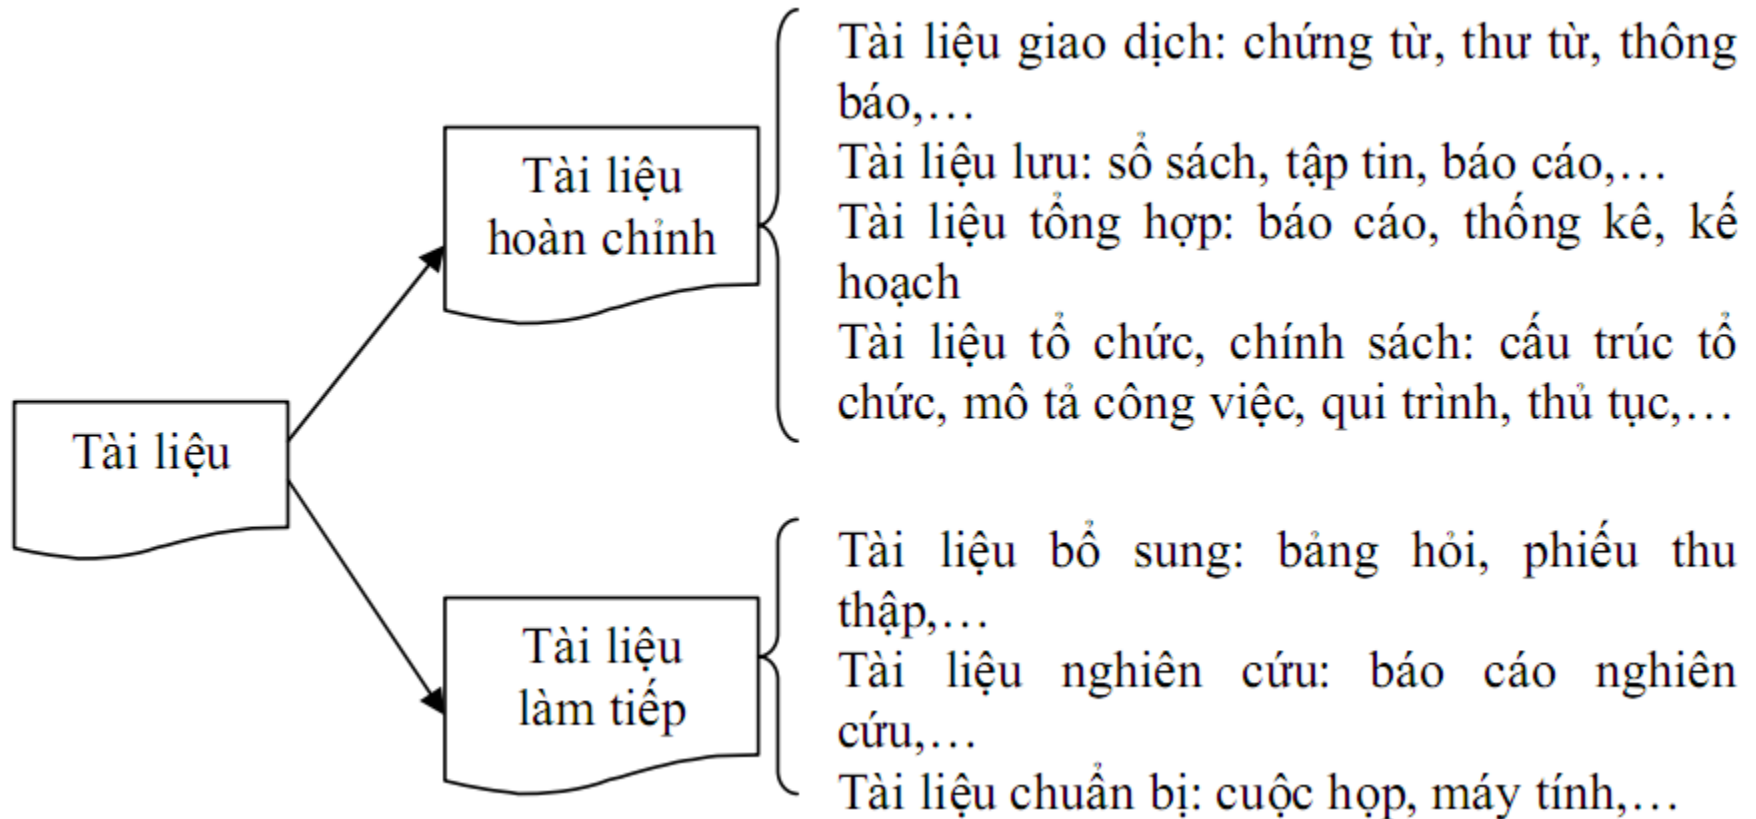 Tài liệu
Tài liệu
hoàn chỉnh
Tài liệu giao dịch: chứng từ, thư từ, thông
báo,…
Tài liệu lưu: sổ sách, tập tin, báo cáo,…
Tài liệu tổng hợp: báo cáo, thống kê, kế
hoạch
Tài liệu tổ chức, chính sách: cấu trúc tổ
chức, mô tả công việc, qui trình, thủ tục,…
Tài liệu
làm tiếp
Tài liệu bổ sung: bảng hỏi, phiếu thu
thập,…
Tài liệu nghiên cứu: báo cáo nghiên
cứu,…
Tài liệu chuẩn bị: cuộc họp, máy tính,…